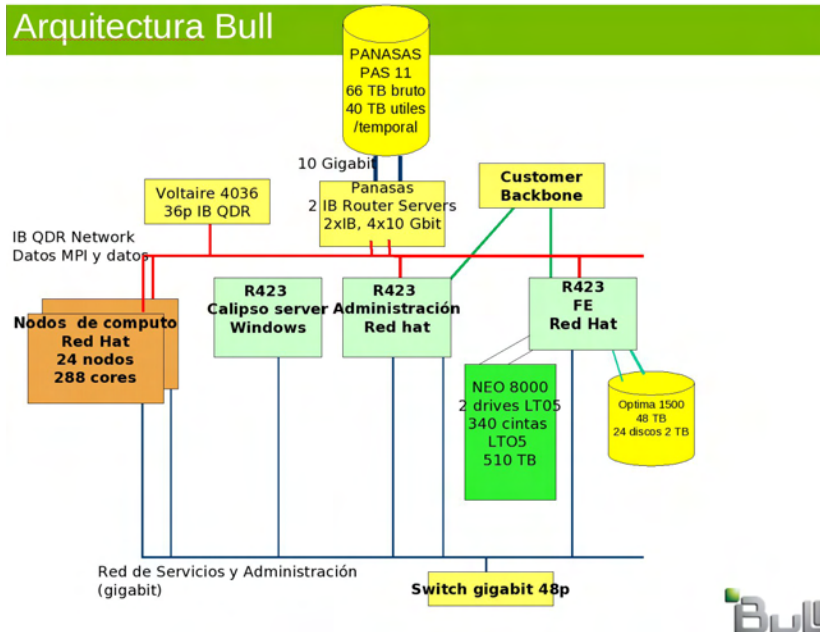 Arquitectura Bull
PANASAS
PAS 11
66 TB bruto
40 TB utiles
/temporal
10 Gigabit
Voltaire 4036
36p IB QDR
Panasas
2 IB Router Servers
2xIB, 4x10 Gbit
Customer
Backbone
IB QDR Network
Datos MPI y datos
Nodos de computo
Red Hat
24 nodos
288 cores
R423
Calipso server
Windows
R423
Administración
Red hat
R423
FE
Red Hat
NEO 8000
2 drives LT05
340 cintas
LTO5
510 TB
Optima 1500
48 TB
24 discos 2 TB
Red de Servicios y Administración
(gigabit)
Switch gigabit 48p
Bull